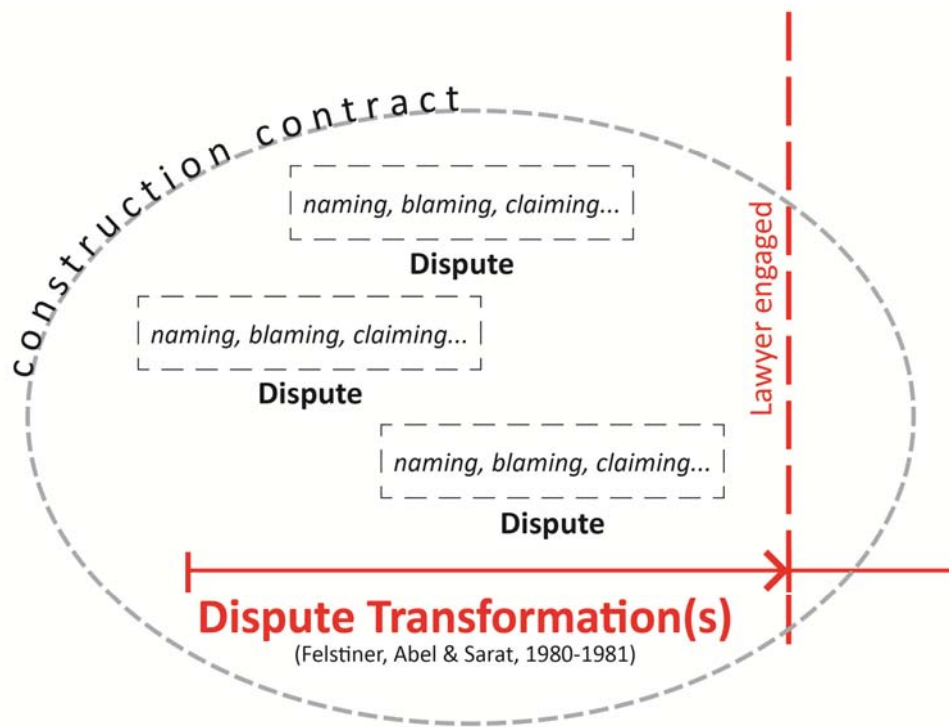 construction contract
naming, blaming, claiming...
Dispute
naming, blaming, claiming...
Dispute
naming, blaming, claiming...
Dispute
Lawyer engaged
Dispute Transformation(s)
(Felstiner, Abel & Sarat, 1980-1981)